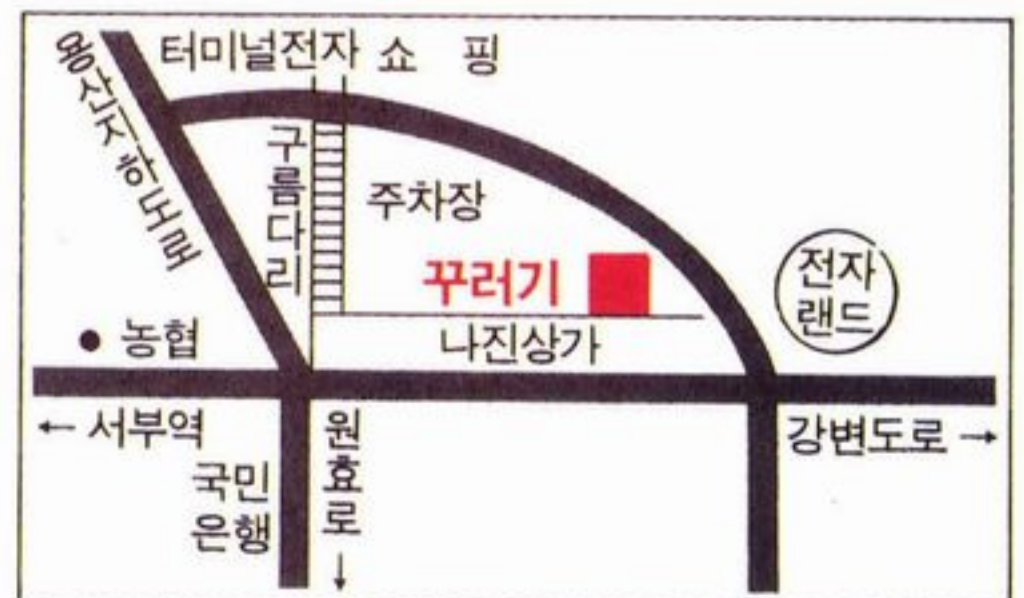 터미널전자 쇼 핑
용산지하도로
구름다리
주차장
꾸러기
전자
랜드
농협
나진상가
← 서부역
원효로 ↓
강변도로 →
국민
은행